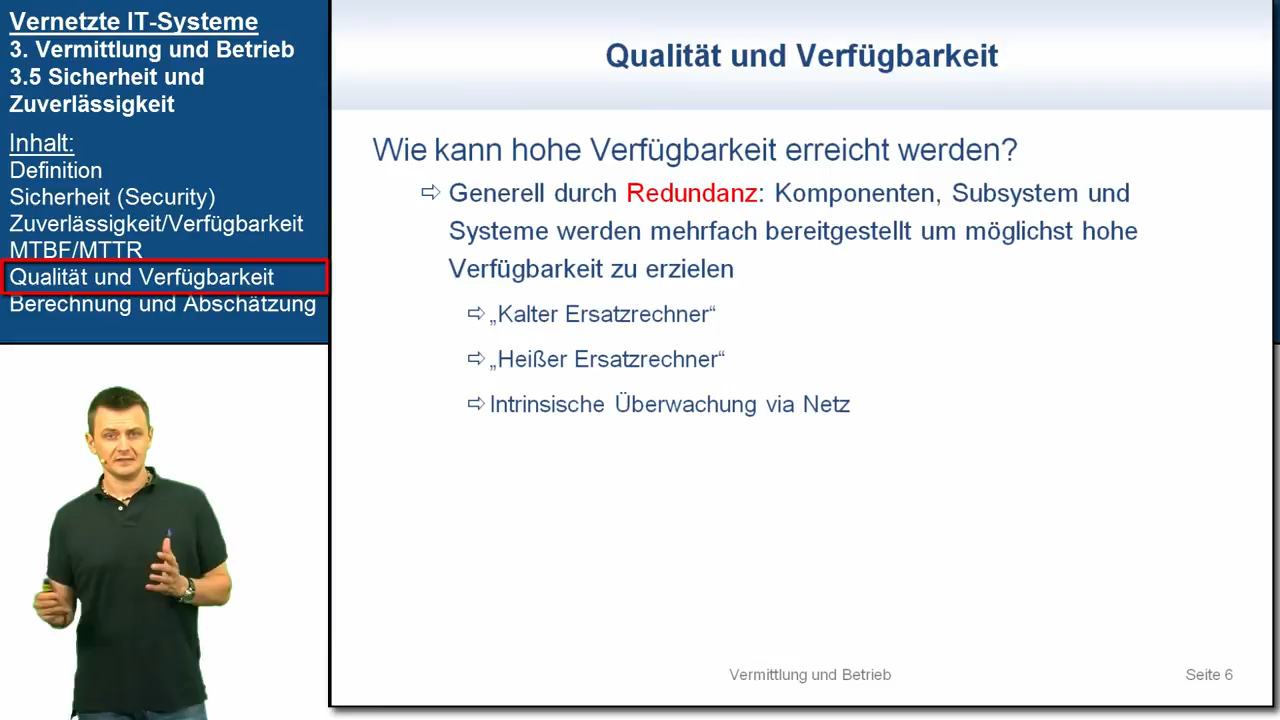 Vernetzte IT-Systeme
3. Vermittlung und Betrieb
3.5 Sicherheit und
Zuverlässigkeit
Inhalt:
Definition
Sicherheit (Security)
Zuverlässigkeit/Verfügbarkeit
MTBF/MTTR
Qualität und Verfügbarkeit
Berechnung und Abschätzung
Qualität und Verfügbarkeit
Wie kann hohe Verfügbarkeit erreicht werden?
⇨ Generell durch Redundanz: Komponenten, Subsystem und
Systeme werden mehrfach bereitgestellt um möglichst hohe
Verfügbarkeit zu erzielen
⇨ „Kalter Ersatzrechner“
⇨ „Heißer Ersatzrechner“
⇨ Intrinsische Überwachung via Netz
Vermittlung und Betrieb
Seite 6